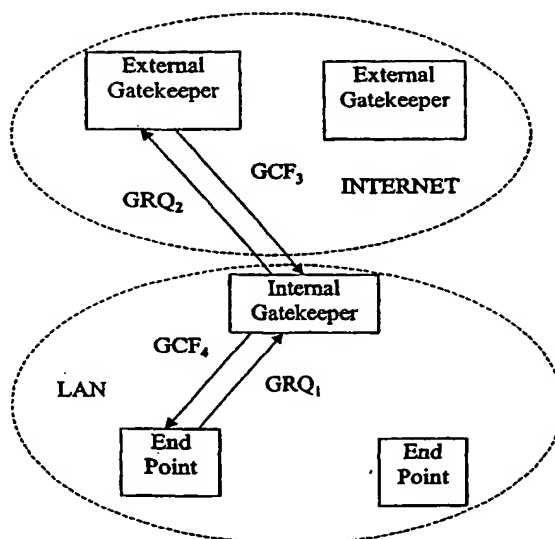 External
Gatekeeper
External
Gatekeeper
GCF3
INTERNET
GRQ2
Internal
Gatekeeper
GCF4
LAN
GRQ1
End
Point
End
Point